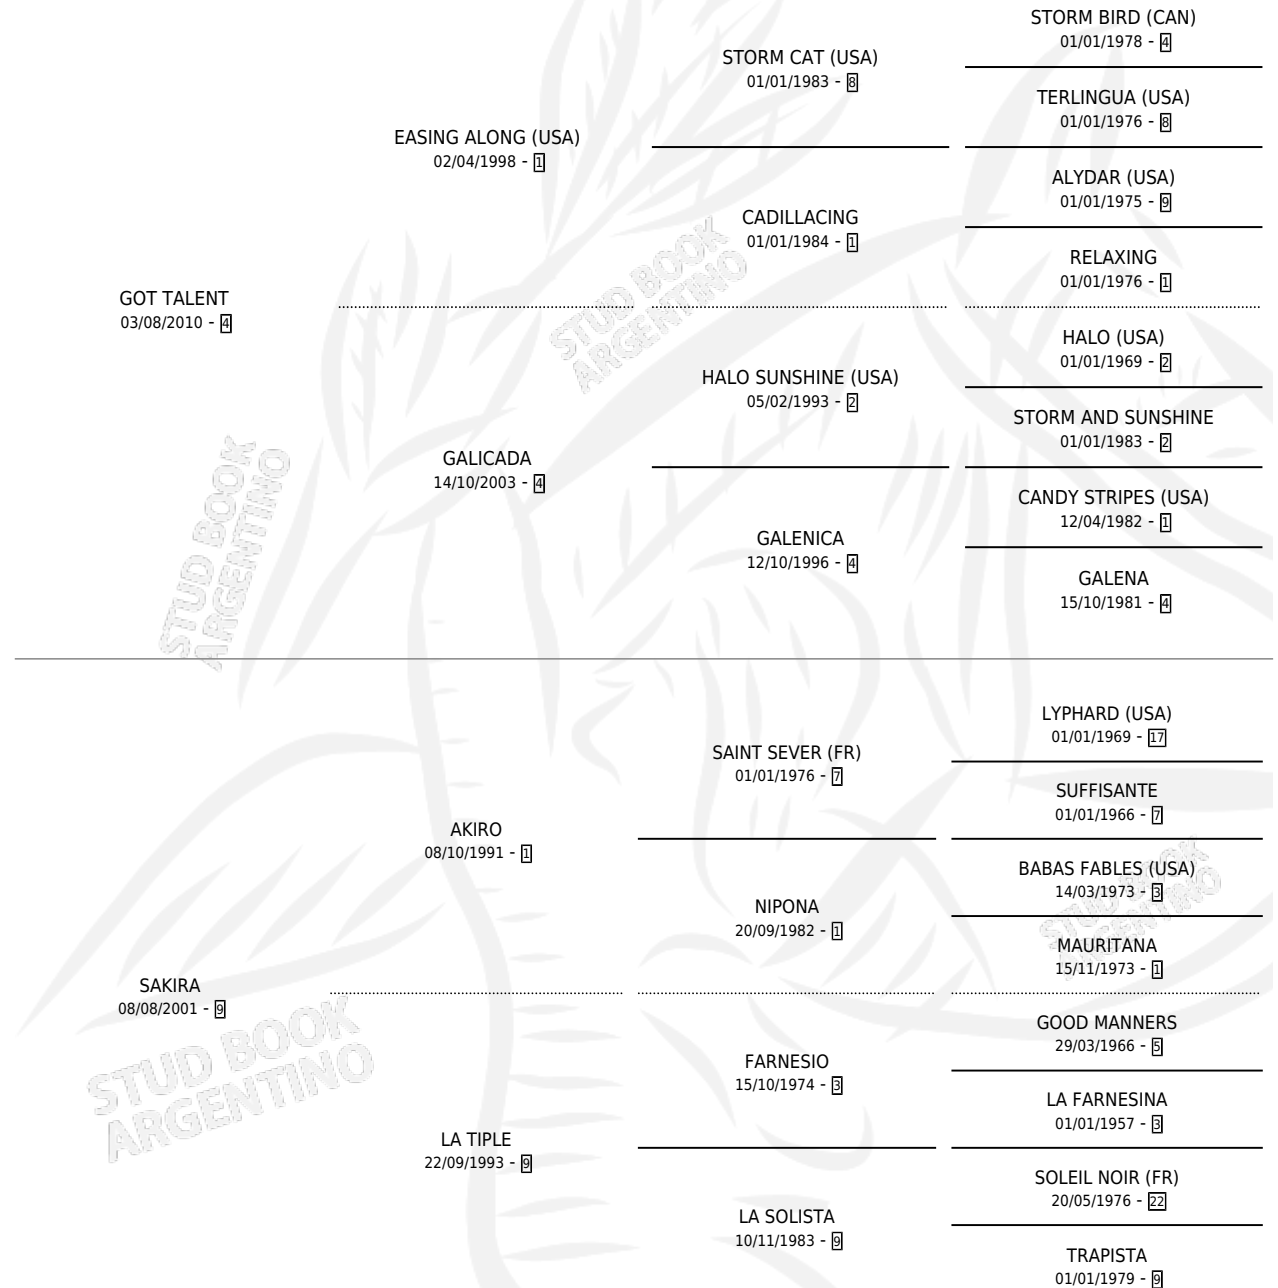 STORM BIRD (CAN)
01/01/1978 - 4
STORM CAT (USA)
01/01/1983 - 8
TERLINGUA (USA)
01/01/1976 - 8
EASING ALONG (USA)
02/04/1998 - 1
ALYDAR (USA)
01/01/1975 - 9
CADILLACING
01/01/1984 - 1
RELAXING
01/01/1976 - 1
GOT TALENT
03/08/2010 - 4
HALO (USA)
01/01/1969 - 2
HALO SUNSHINE (USA)
05/02/1993 - 2
STORM AND SUNSHINE
01/01/1983 - 2
GALICADA
14/10/2003 - 4
CANDY STRIPES (USA)
12/04/1982 - 1
GALENICA
12/10/1996 - 4
GALENA
15/10/1981 - 4
LYPHARD (USA)
01/01/1969 - 17
SAINT SEVER (FR)
01/01/1976 - 7
SUFFISANTE
01/01/1966 - 7
AKIRO
08/10/1991 - 1
BABAS FABLES (USA)
14/03/1973 - 3
NIPONA
20/09/1982 - 1
MAURITANA
15/11/1973 - 1
SAKIRA
08/08/2001 - 9
GOOD MANNERS
29/03/1966 - 5
FARNESIO
15/10/1974 - 3
LA FARNESINA
01/01/1957 - 3
LA TIPLE
22/09/1993 - 9
SOLEIL NOIR (FR)
20/05/1976 - 22
LA SOLISTA
10/11/1983 - 9
TRAPISTA
01/01/1979 - 9
STUD BOOK
ARGENTINO
STUD BOOK
ARGENTINO
STUD BOOK
ARGENTINO
STUD BOOK
ARGENTINO